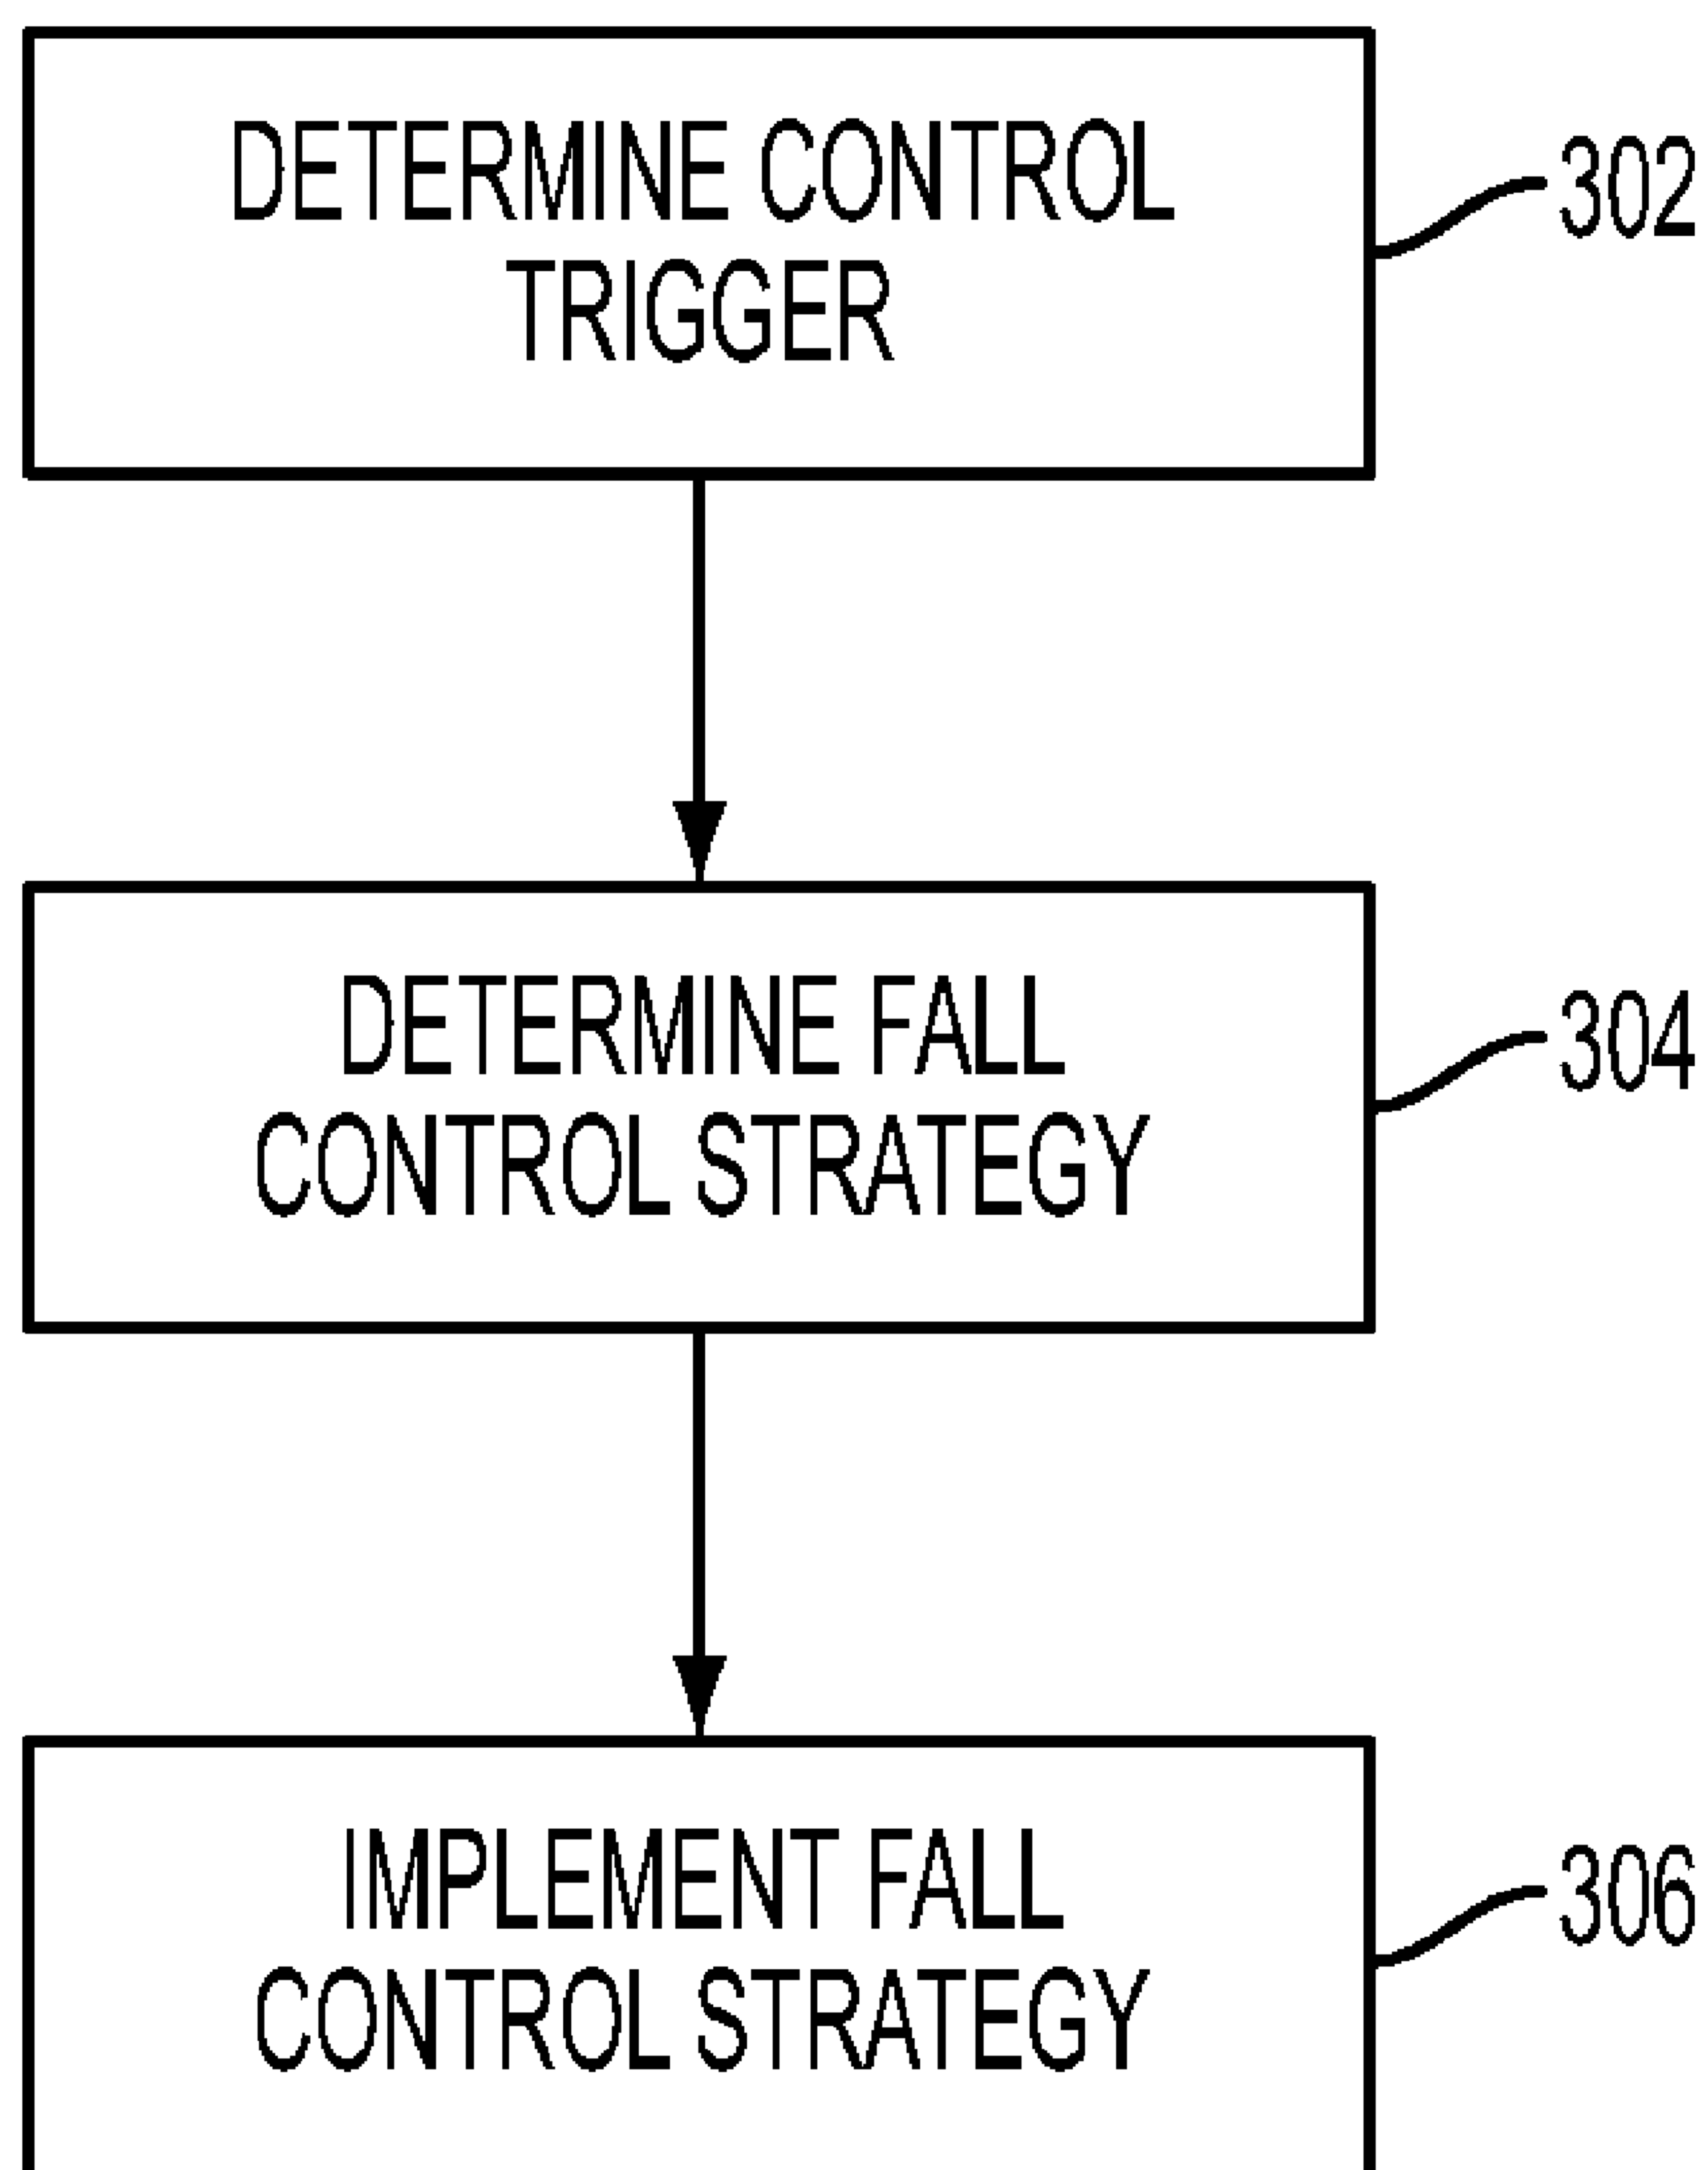 DETERMINE CONTROL
TRIGGER
302
DETERMINE FALL
CONTROL STRATEGY
304
IMPLEMENT FALL
CONTROL STRATEGY
306